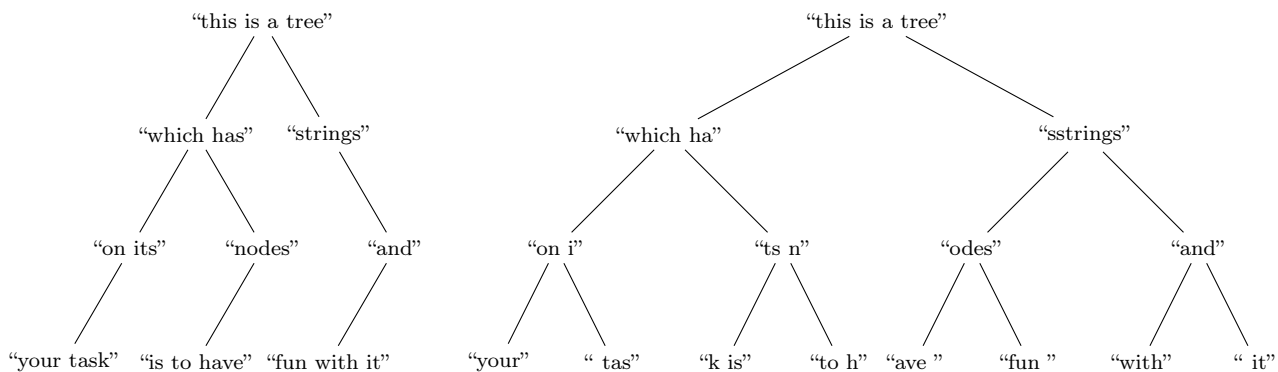 “this is a tree” “this is a tree”
“which has” “strings” “which ha” “sstrings”
“on its” “nodes” “and” “on i” “ts n” “odes” “and”
“your task” “is to have” “fun with it” “your” “ tas” “k is” “to h” “ave ” “fun ” “with” “ it”